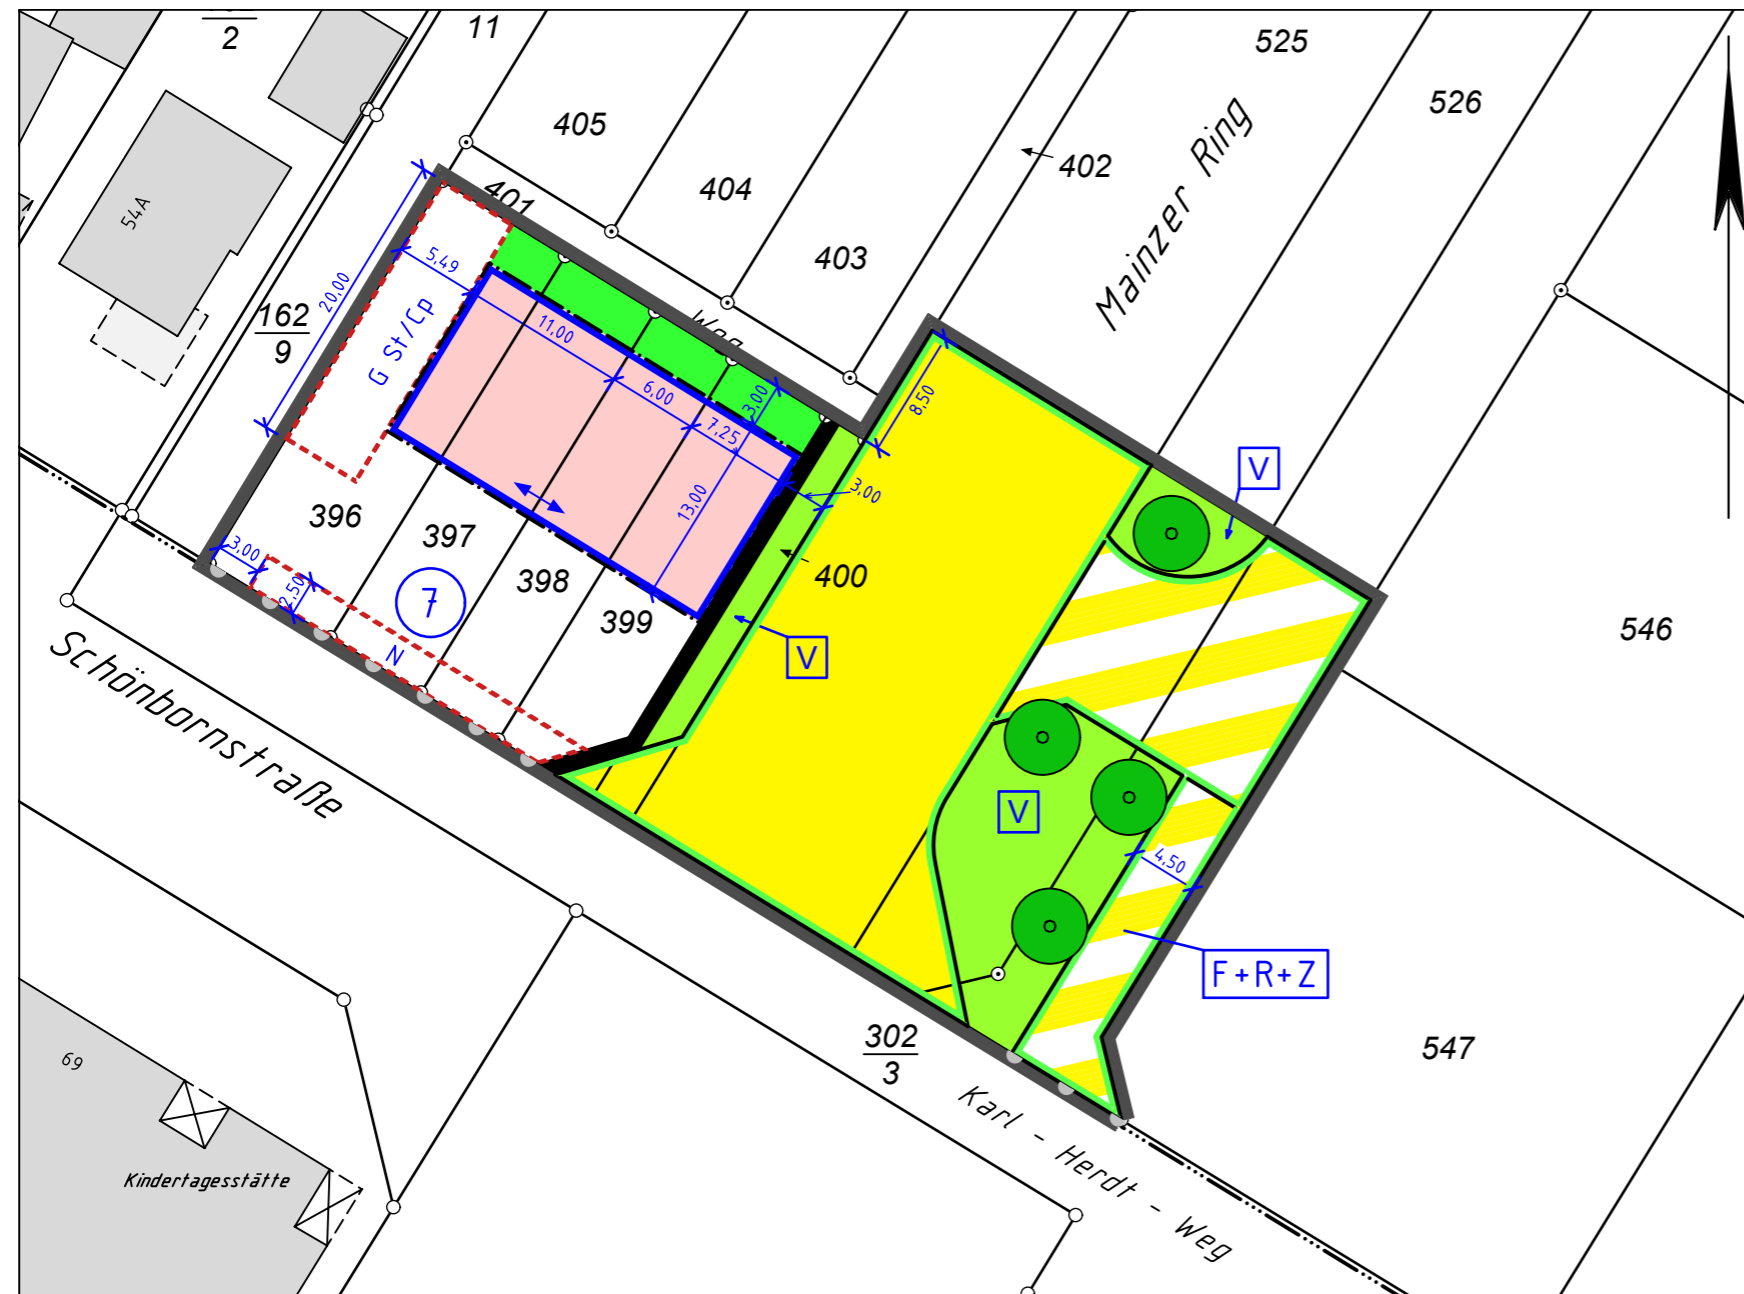 2
11
525
526
405
404
402
403
401
Mainzer Ring
54A
162
9
20,00
5,49
G St/Cp
11,00
6,00
7,25
3,00
Weg
8,50
13,00
3,00
V
396
397
398
399
400
3,00
2,50
7
N
V
546
Schönbornstraße
V
4,50
F+R+Z
302
3
547
69
Kindertagesstätte
Karl - Herdt - Weg